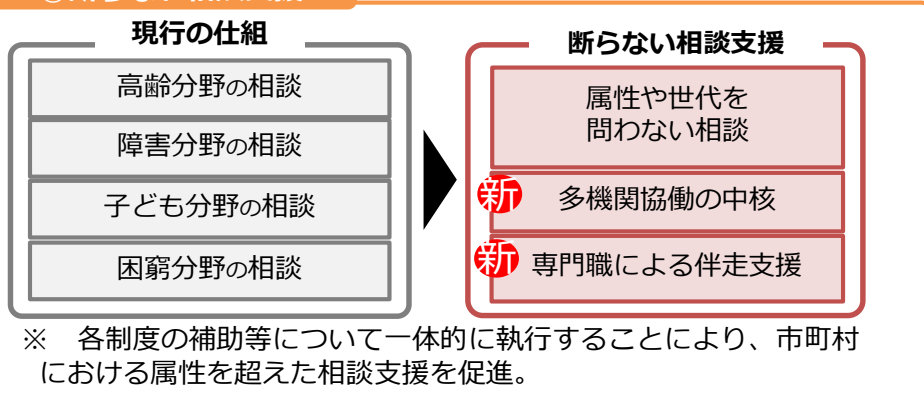 現行の仕組
高齢分野の相談
障害分野の相談
子ども分野の相談
困窮分野の相談
断らない相談支援
属性や世代を
問わない相談
新 多機関協働の中核
新 専門職による伴走支援
※　各制度の補助等について一体的に執行することにより、市町村
における属性を超えた相談支援を促進。